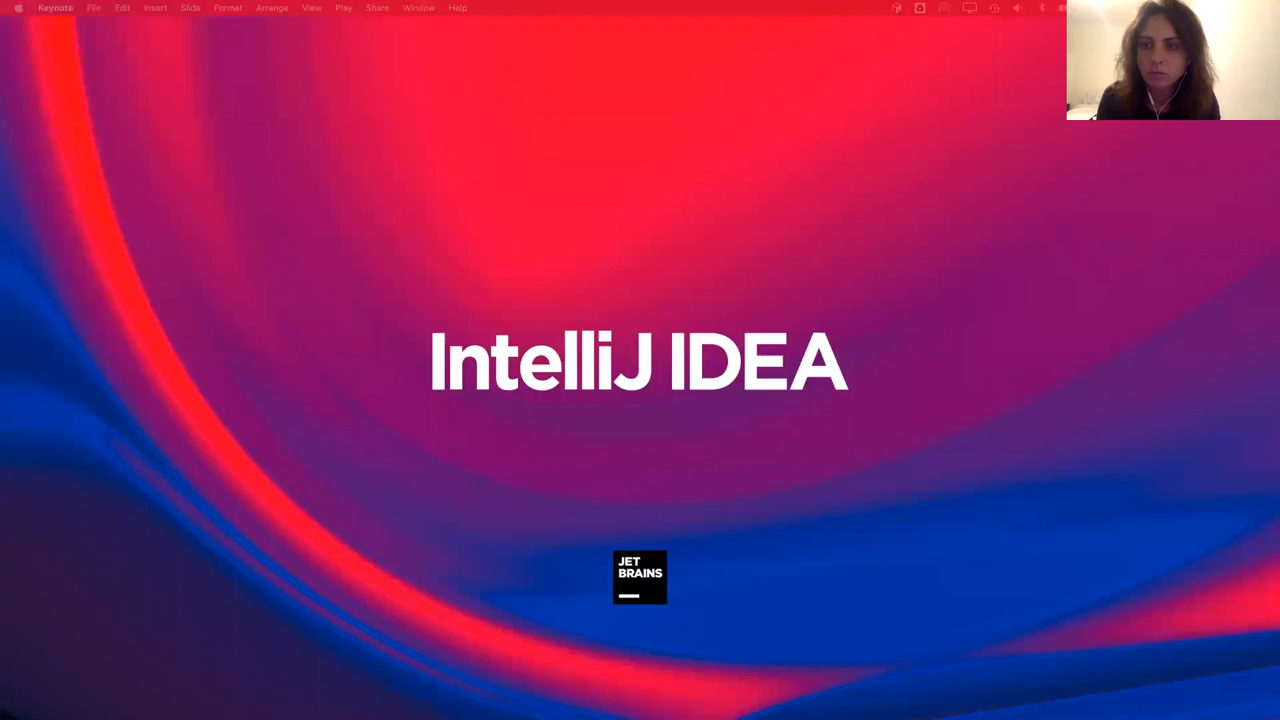 Keynote File Edit Insert Slide Format Arrange View Play Share Window Help
IntelliJ IDEA
JET
BRAINS